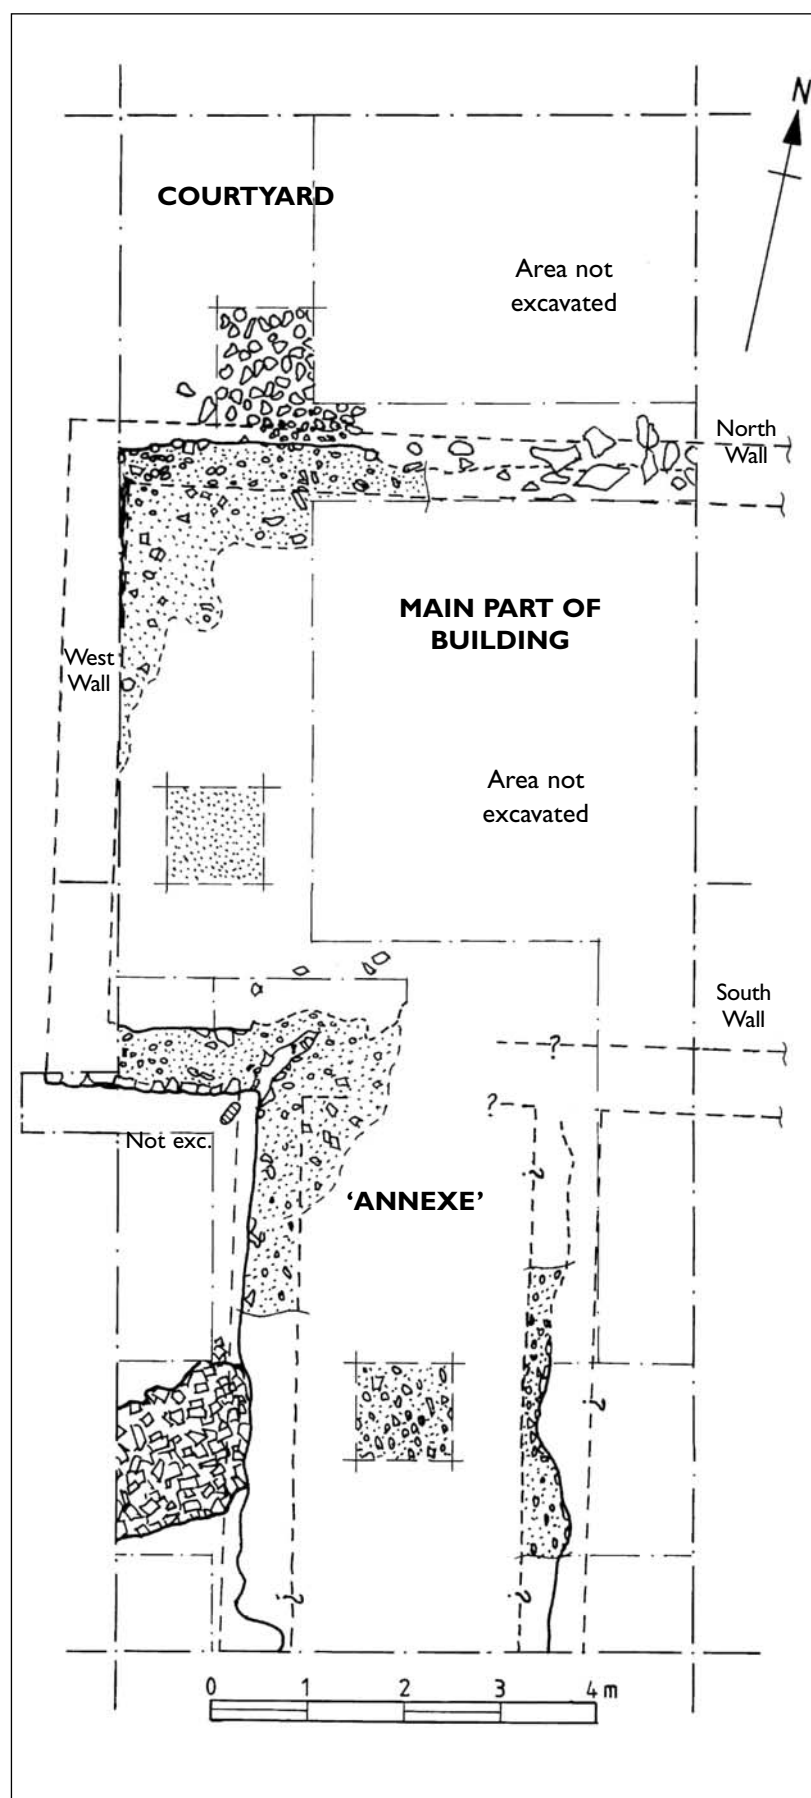 N
COURTYARD
Area not
excavated
North
Wall
MAIN PART OF
BUILDING
West
Wall
Area not
excavated
South
Wall
?
?
Not exc.
?
‘ANNEXE’
?
?
?
0 1 2 3 4 m